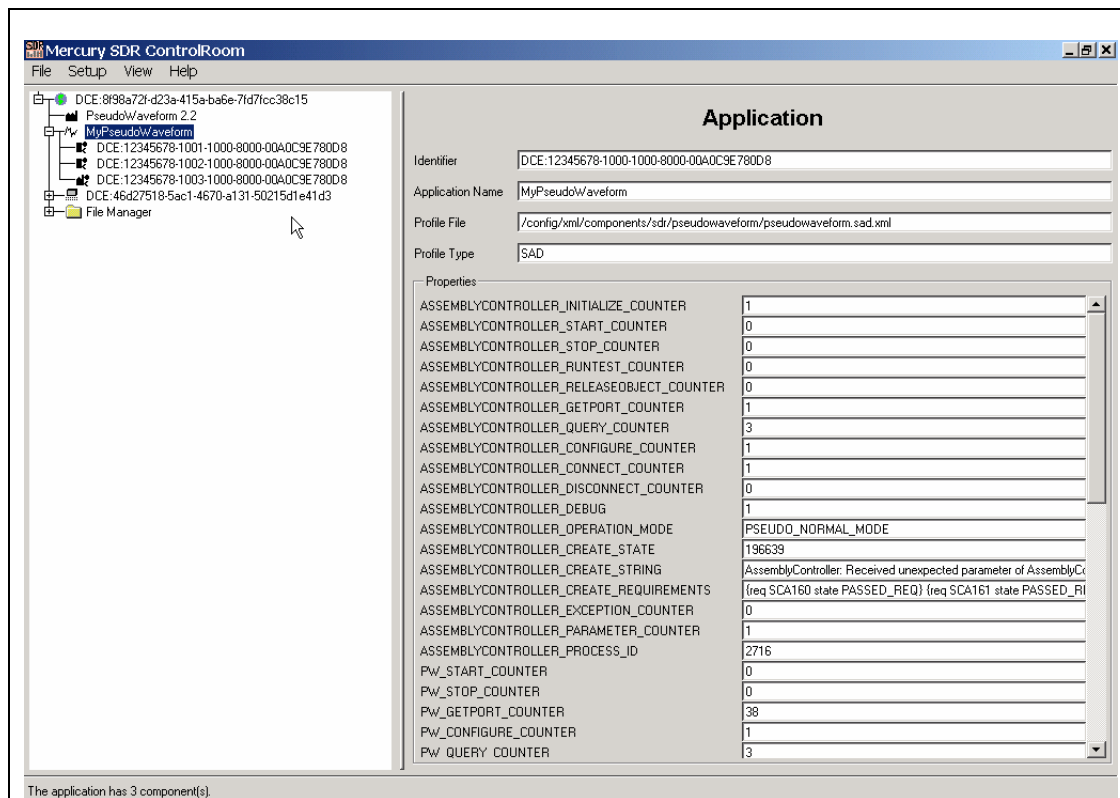 Mercury SDR ControlRoom
File Setup View Help
DCE:8f98a72f-d23a-415a-ba6e-7fd7fcc38c15
PseudoWaveform 2.2
MyPseudoWaveform
DCE:12345678-1001-1000-8000-00A0C9E780D8
DCE:12345678-1002-1000-8000-00A0C9E780D8
DCE:12345678-1003-1000-8000-00A0C9E780D8
DCE:46d27518-5ac1-4670-a131-50215d1e41d3
File Manager
Application
Identifier DCE:12345678-1000-1000-8000-00A0C9E780D8
Application Name MyPseudoWaveform
Profile File /config/xml/components/sdr/pseudowaveform/pseudowaveform.sad.xml
Profile Type SAD
Properties
ASSEMBLYCONTROLLER_INITIALIZE_COUNTER 1
ASSEMBLYCONTROLLER_START_COUNTER 0
ASSEMBLYCONTROLLER_STOP_COUNTER 0
ASSEMBLYCONTROLLER_RUNTEST_COUNTER 0
ASSEMBLYCONTROLLER_RELEASEOBJECT_COUNTER 0
ASSEMBLYCONTROLLER_GETPORT_COUNTER 1
ASSEMBLYCONTROLLER_QUERY_COUNTER 3
ASSEMBLYCONTROLLER_CONFIGURE_COUNTER 1
ASSEMBLYCONTROLLER_CONNECT_COUNTER 1
ASSEMBLYCONTROLLER_DISCONNECT_COUNTER 0
ASSEMBLYCONTROLLER_DEBUG 1
ASSEMBLYCONTROLLER_OPERATION_MODE PSEUDO_NORMAL_MODE
ASSEMBLYCONTROLLER_CREATE_STATE 196639
ASSEMBLYCONTROLLER_CREATE_STRING AssemblyController: Received unexpected parameter of AssemblyCo
ASSEMBLYCONTROLLER_CREATE_REQUIREMENTS {req SCA160 state PASSED_REQ} {req SCA161 state PASSED_RE
ASSEMBLYCONTROLLER_EXCEPTION_COUNTER 0
ASSEMBLYCONTROLLER_PARAMETER_COUNTER 1
ASSEMBLYCONTROLLER_PROCESS_ID 2716
PW_START_COUNTER 0
PW_STOP_COUNTER 0
PW_GETPORT_COUNTER 38
PW_CONFIGURE_COUNTER 1
PW_QUERY_COUNTER 3
The application has 3 component(s).